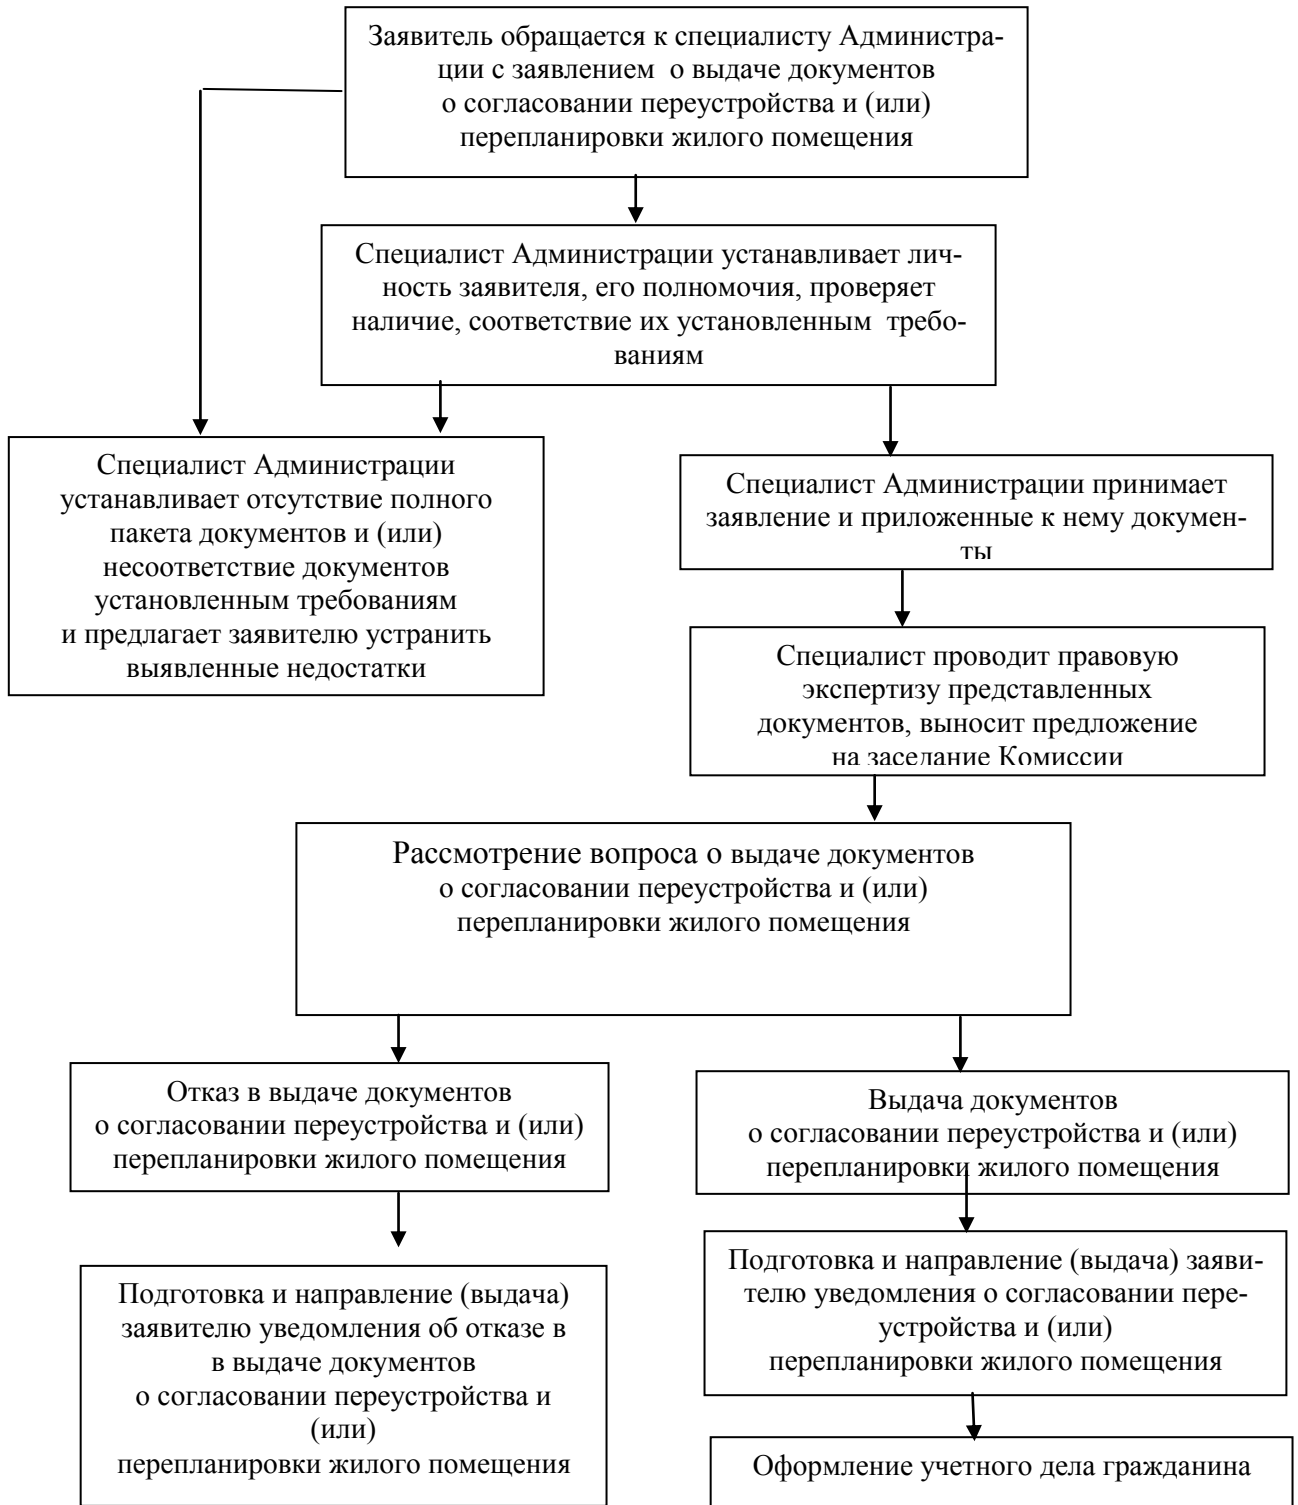 Заявитель обращается к специалисту Администра-
ции с заявлением  о выдаче документов
о согласовании переустройства и (или)
перепланировки жилого помещения
Специалист Администрации устанавливает лич-
ность заявителя, его полномочия, проверяет
наличие, соответствие их установленным  требо-
ваниям
Специалист Администрации
устанавливает отсутствие полного
пакета документов и (или)
несоответствие документов
установленным требованиям
и предлагает заявителю устранить
выявленные недостатки
Специалист Администрации принимает
заявление и приложенные к нему докумен-
ты
Специалист проводит правовую
экспертизу представленных
документов, выносит предложение
на заседание Комиссии
Рассмотрение вопроса о выдаче документов
о согласовании переустройства и (или)
перепланировки жилого помещения
Отказ в выдаче документов
о согласовании переустройства и (или)
перепланировки жилого помещения
Выдача документов
о согласовании переустройства и (или)
перепланировки жилого помещения
Подготовка и направление (выдача)
заявителю уведомления об отказе в
в выдаче документов
о согласовании переустройства и
(или)
перепланировки жилого помещения
Подготовка и направление (выдача) заяви-
телю уведомления о согласовании пере-
устройства и (или)
перепланировки жилого помещения
Оформление учетного дела гражданина